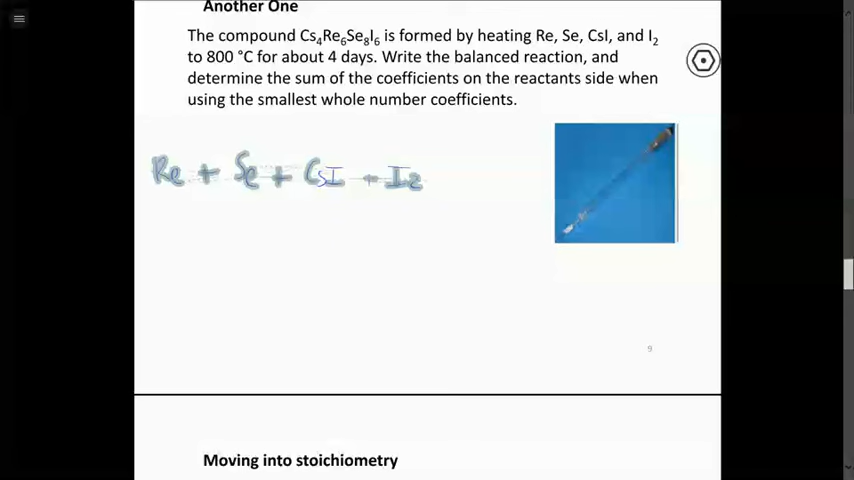 Another One
The compound Cs₄Re₆Se₈I₆ is formed by heating Re, Se, CsI, and I₂
to 800 °C for about 4 days. Write the balanced reaction, and
determine the sum of the coefficients on the reactants side when
using the smallest whole number coefficients.
Re + Se + CsI + I₂
9
Moving into stoichiometry